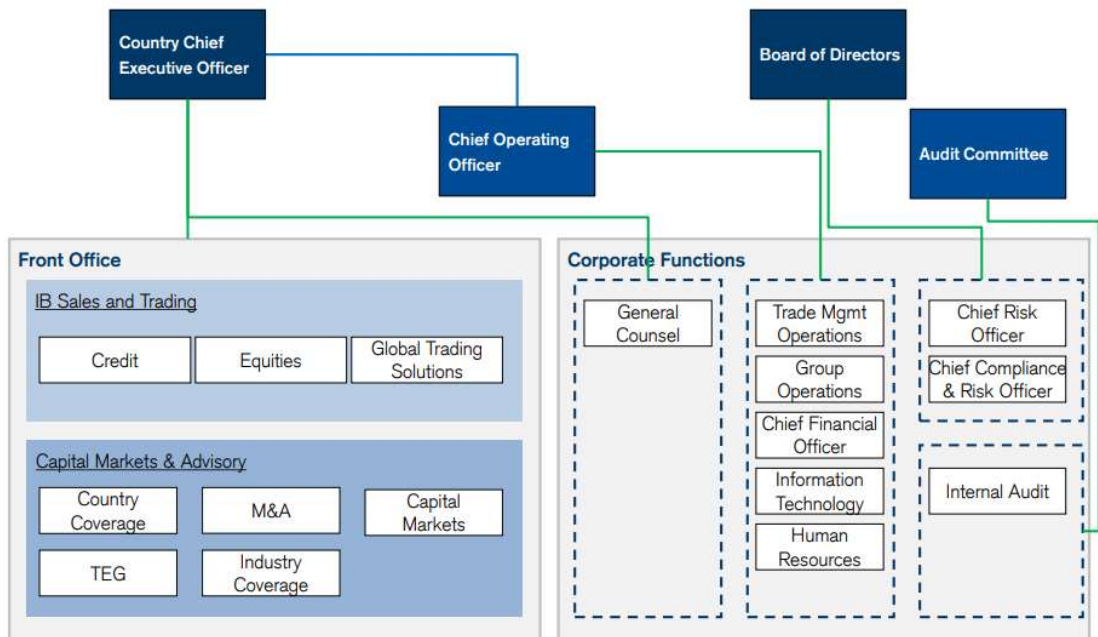 Country Chief
Executive Officer
Board of Directors
Chief Operating
Officer
Audit Committee
Front Office
IB Sales and Trading
Credit
Equities
Global Trading
Solutions
Capital Markets & Advisory
Country
Coverage
M&A
Capital
Markets
TEG
Industry
Coverage
Corporate Functions
General
Counsel
Trade Mgmt
Operations
Group
Operations
Chief Financial
Officer
Information
Technology
Human
Resources
Chief Risk
Officer
Chief Compliance
& Risk Officer
Internal Audit